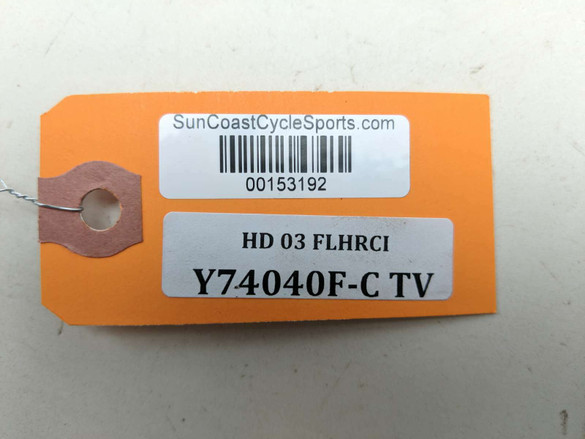 SunCoastCycleSports.com
00153192
HD 03 FLHRCI
Y74040F-C TV